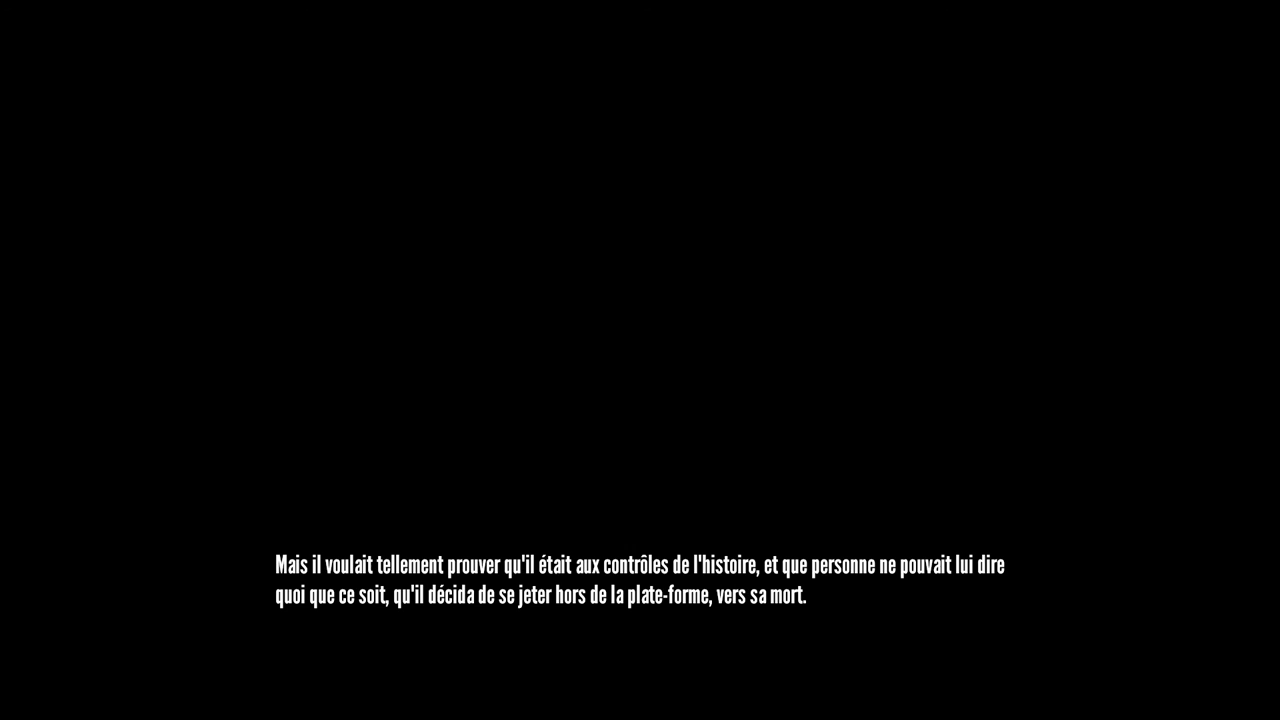 Mais il voulait tellement prouver qu'il était aux contrôles de l'histoire, et que personne ne pouvait lui dire
quoi que ce soit, qu'il décida de se jeter hors de la plate-forme, vers sa mort.